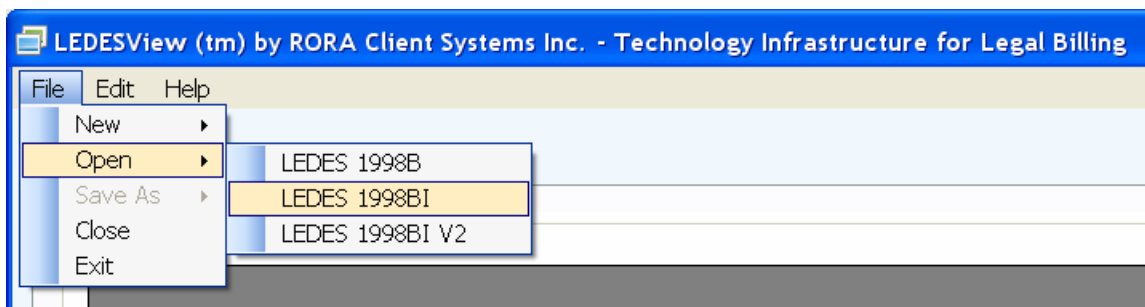 LEDESView (tm) by RORA Client Systems Inc. - Technology Infrastructure for Legal Billing
File Edit Help
New
Open
Save As
Close
Exit
LEDES 1998B
LEDES 1998BI
LEDES 1998BI V2